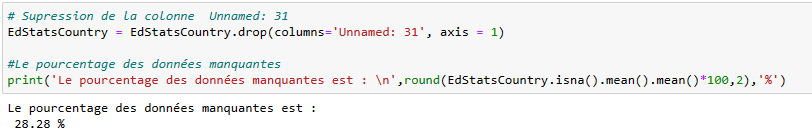 # Supression de la colonne  Unnamed: 31
EdStatsCountry = EdStatsCountry.drop(columns='Unnamed: 31', axis = 1)
#Le pourcentage des données manquantes
print('Le pourcentage des données manquantes est : \n',round(EdStatsCountry.isna().mean().mean()*100,2),'%')
Le pourcentage des données manquantes est :
 28.28 %